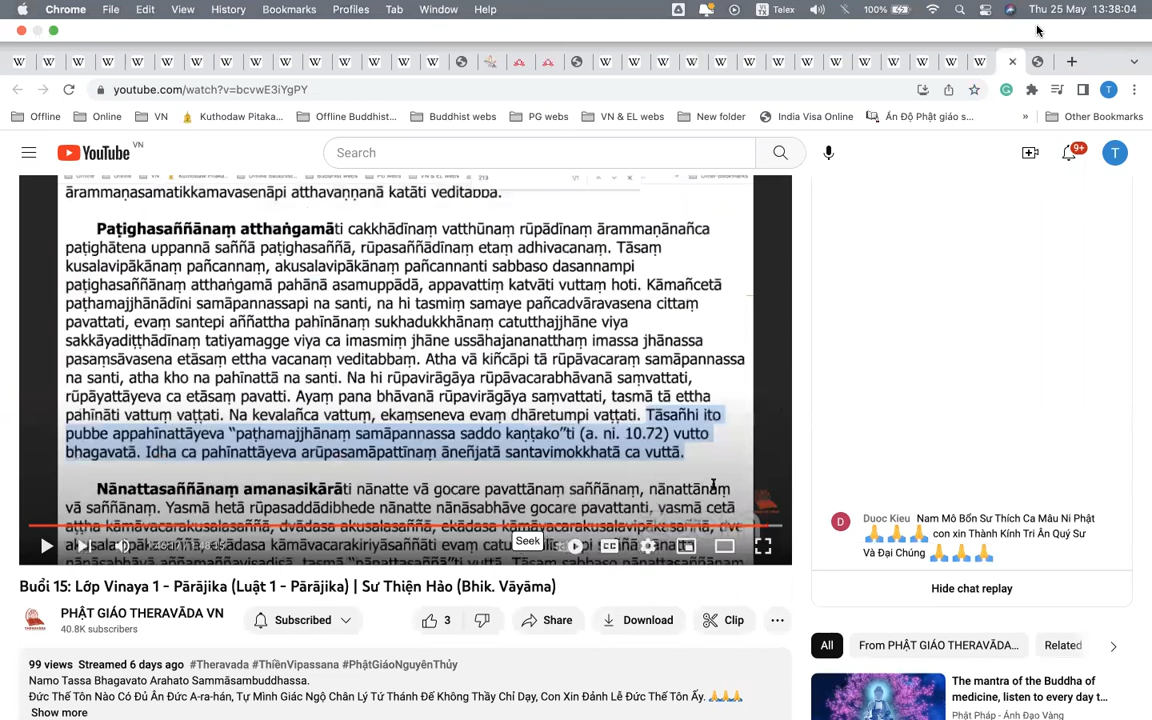 Chrome File Edit View History Bookmarks Profiles Tab Window Help Telex 100% Thu 25 May 13:38:04
youtube.com/watch?v=bcvwE3iYgPY
Offline Online VN Kuthodaw Pitaka... Offline Buddhist... Buddhist webs PG webs VN & EL webs New folder India Visa Online Ấn Độ Phật giáo s... » Other Bookmarks
YouTube VN Search 9+ T
ārammaṇasamatikkamavasenāpi atthavaṇṇanā katāti veditabba.
Paṭighasaññānaṃ atthaṅgamāti cakkhādīnaṃ vatthūnaṃ rūpādīnaṃ ārammaṇānañca
paṭighātena uppannā saññā paṭighasaññā, rūpasaññādīnaṃ etaṃ adhivacanaṃ. Tāsaṃ
kusalavipākānaṃ pañcannaṃ, akusalavipākānaṃ pañcannanti sabbaso dasannampi
paṭighasaññānaṃ atthaṅgamā pahānā asamuppādā, appavattiṃ katvāti vuttaṃ hoti. Kāmañcetā
paṭhamajjhānādīni samāpannassapi na santi, na hi tasmiṃ samaye pañcadvāravasena cittaṃ
pavattati, evaṃ santepi aññattha pahīnānaṃ sukhadukkhānaṃ catutthajjhāne viya
sakkāyadiṭṭhādīnaṃ tatiyamagge viya ca imasmiṃ jhāne ussāhajananatthaṃ imassa jhānassa
pasaṃsāvasena etāsaṃ ettha vacanaṃ veditabbaṃ. Atha vā kiñcāpi tā rūpāvacaraṃ samāpannassa
na santi, atha kho na pahīnattā na santi. Na hi rūpavirāgāya rūpāvacarabhāvanā saṃvattati,
rūpāyattāyeva ca etāsaṃ pavatti. Ayaṃ pana bhāvanā rūpavirāgāya saṃvattati, tasmā tā ettha
pahīnāti vattuṃ vaṭṭati. Na kevalañca vattuṃ, ekaṃseneva evaṃ dhāretumpi vaṭṭati. Tāsañhi ito
pubbe appahīnattāyeva “paṭhamajjhānaṃ samāpannassa saddo kaṇṭako”ti (a. ni. 10.72) vutto
bhagavatā. Idha ca pahīnattāyeva arūpasamāpattīnaṃ āneñjatā santavimokkhatā ca vuttā.
Nānattasaññānaṃ amanasikārāti nānatte vā gocare pavattānaṃ saññānaṃ, nānattānaṃ
vā saññānaṃ. Yasmā hetā rūpasaddādibhede nānatte nānāsabhāve gocare pavattanti, yasmā cetā
aṭṭha kāmāvacarakusalasaññā, dvādasa akusalasaññā, ekādasa kāmāvacarakusalavipākasaññā, dve
Seek
Buổi 15: Lớp Vinaya 1 - Pārājika (Luật 1 - Pārājika) | Sư Thiện Hảo (Bhik. Vāyāma)
PHẬT GIÁO THERAVĀDA VN
40.8K subscribers
Subscribed 3 Share Download Clip
99 views Streamed 6 days ago #Theravada #ThiềnVipassana #PhậtGiáoNguyênThủy
Namo Tassa Bhagavato Arahato Sammāsambuddhassa.
Đức Thế Tôn Nào Có Đủ Ân Đức A-ra-hán, Tự Mình Giác Ngộ Chân Lý Tứ Thánh Đế Không Thầy Chỉ Dạy, Con Xin Đảnh Lễ Đức Thế Tôn Ấy. 🙏🙏🙏
Show more
D Duoc Kieu Nam Mô Bổn Sư Thích Ca Mâu Ni Phật
🙏🙏🙏 con xin Thành Kính Tri Ân Quý Sư
Và Đại Chúng 🙏🙏🙏
Hide chat replay
All From PHẬT GIÁO THERAVĀDA... Related
The mantra of the Buddha of
medicine, listen to every day t...
Phật Pháp - Ánh Đạo Vàng